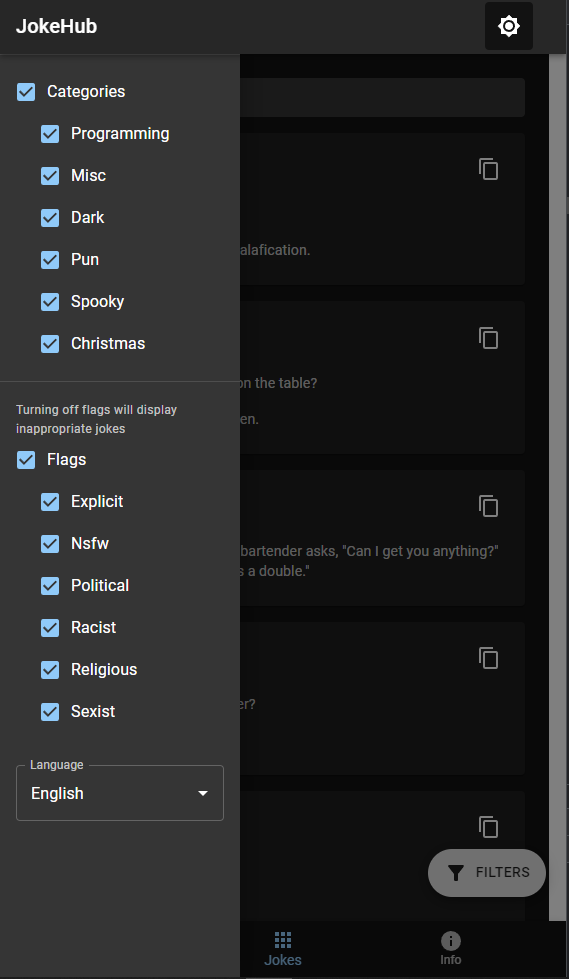 JokeHub
Categories
Programming
Misc
Dark
Pun
Spooky
Christmas
Turning off flags will display
inappropriate jokes
Flags
Explicit
Nsfw
Political
Racist
Religious
Sexist
Language
English
alafication.
on the table?
en.
bartender asks, "Can I get you anything?"
s a double."
er?
FILTERS
Jokes
Info